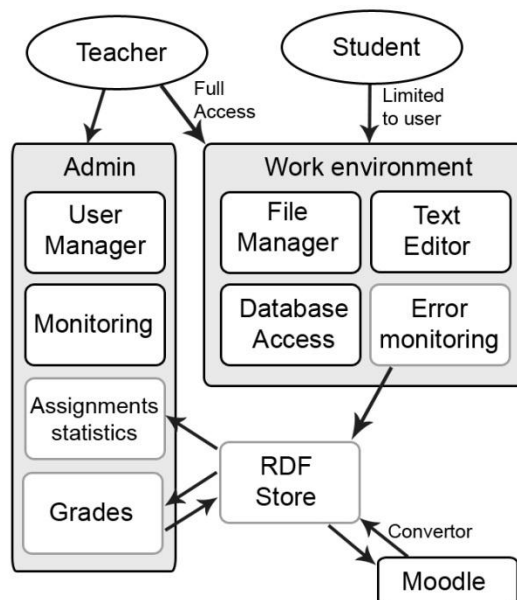 Teacher
Student
Full
Access
Limited
to user
Admin
Work environment
User
Manager
File
Manager
Text
Editor
Monitoring
Database
Access
Error
monitoring
Assignments
statistics
RDF
Store
Grades
Convertor
Moodle